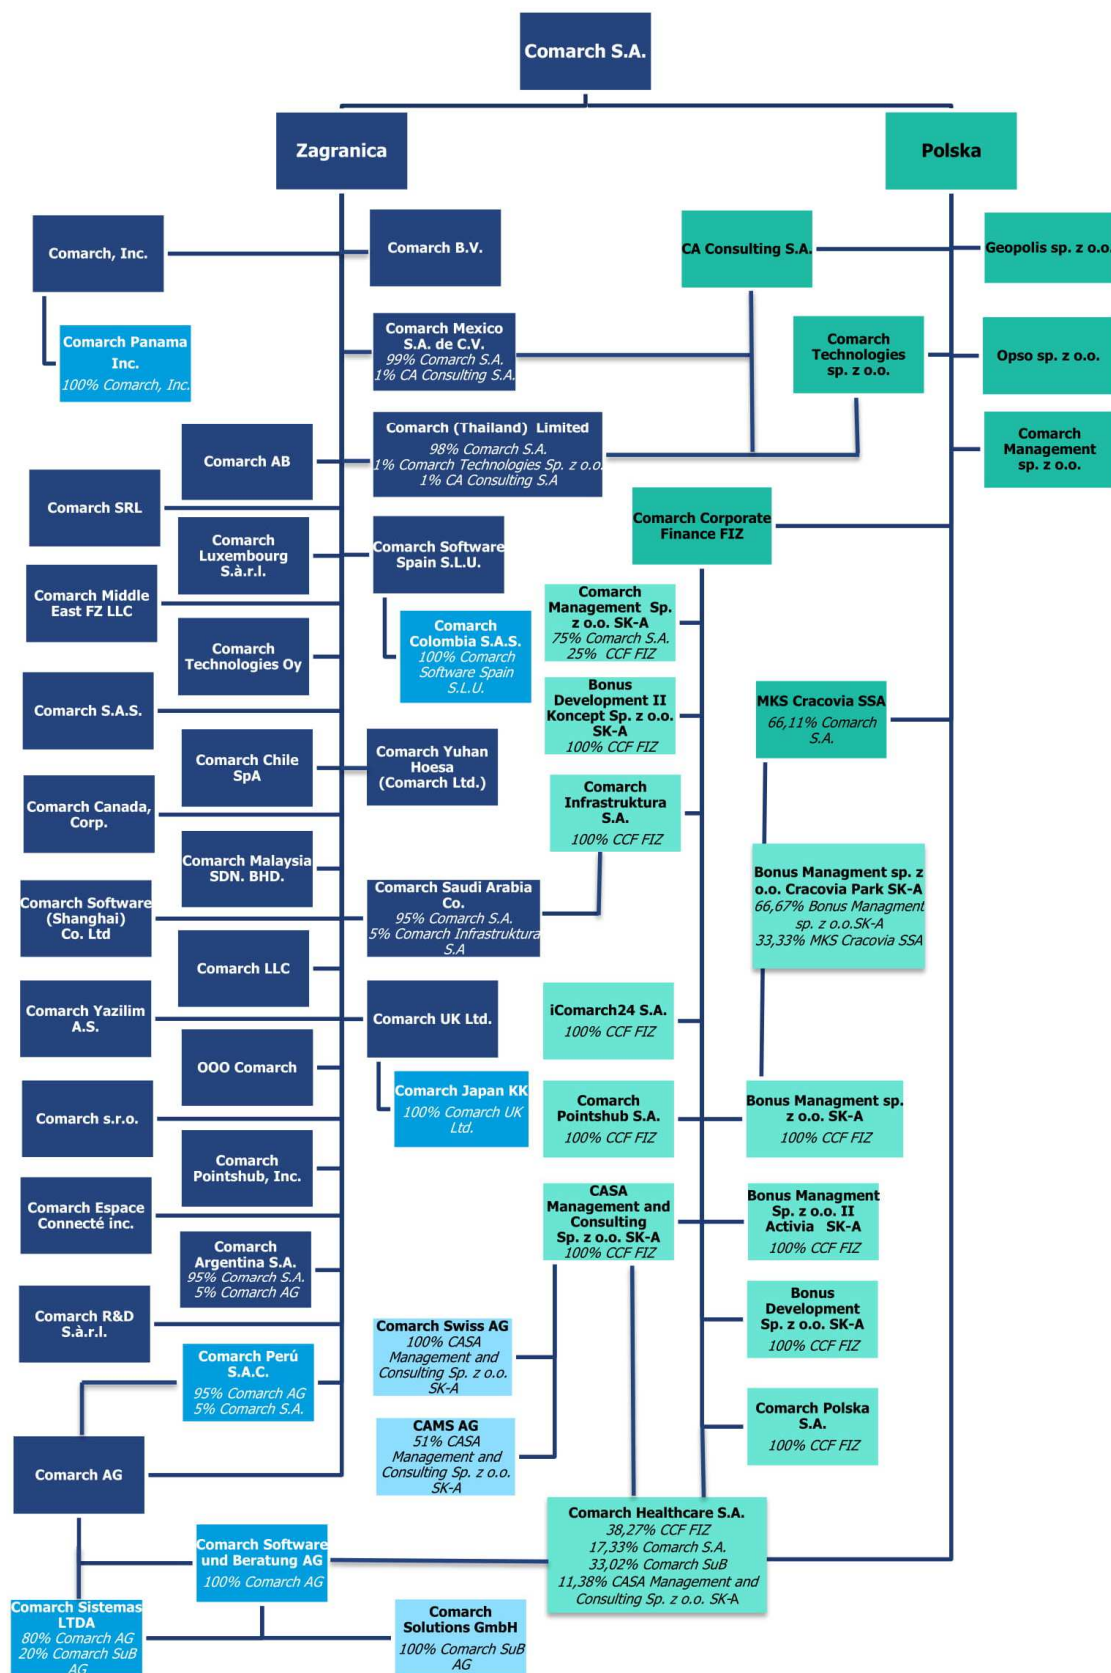 Comarch S.A.
Zagranica
Polska
Comarch, Inc.
Comarch B.V.
CA Consulting S.A.
Geopolis sp. z o.o.
Comarch Panama
Inc.
100% Comarch, Inc.
Comarch Mexico
S.A. de C.V.
99% Comarch S.A.
1% CA Consulting S.A.
Comarch
Technologies
sp. z o.o.
Opso sp. z o.o.
Comarch AB
Comarch (Thailand) Limited
98% Comarch S.A.
1% Comarch Technologies Sp. z o.o.
1% CA Consulting S.A
Comarch
Management
sp. z o.o.
Comarch SRL
Comarch
Luxembourg
S.à.r.l.
Comarch Software
Spain S.L.U.
Comarch Corporate
Finance FIZ
Comarch Middle
East FZ LLC
Comarch
Technologies Oy
Comarch
Colombia S.A.S.
100% Comarch
Software Spain
S.L.U.
Comarch
Management Sp.
z o.o. SK-A
75% Comarch S.A.
25% CCF FIZ
Comarch S.A.S.
Bonus
Development II
Koncept Sp. z o.o.
SK-A
100% CCF FIZ
MKS Cracovia SSA
66,11% Comarch
S.A.
Comarch Chile
SpA
Comarch Yuhan
Hoesa
(Comarch Ltd.)
Comarch Canada,
Corp.
Comarch
Infrastruktura
S.A.
100% CCF FIZ
Comarch Malaysia
SDN. BHD.
Comarch Software
(Shanghai)
Co. Ltd
Comarch Saudi Arabia
Co.
95% Comarch S.A.
5% Comarch Infrastruktura
S.A
Bonus Managment sp. z
o.o. Cracovia Park SK-A
66,67% Bonus Managment
sp. z o.o.SK-A
33,33% MKS Cracovia SSA
Comarch LLC
Comarch Yazilim
A.S.
Comarch UK Ltd.
iComarch24 S.A.
100% CCF FIZ
OOO Comarch
Comarch Japan KK
100% Comarch UK
Ltd.
Comarch s.r.o.
Comarch
Pointshub S.A.
100% CCF FIZ
Bonus Managment sp.
z o.o. SK-A
100% CCF FIZ
Comarch
Pointshub, Inc.
Comarch Espace
Connecté inc.
CASA
Management and
Consulting
Sp. z o.o. SK-A
100% CCF FIZ
Bonus Managment
Sp. z o.o. II
Activia SK-A
100% CCF FIZ
Comarch
Argentina S.A.
95% Comarch S.A.
5% Comarch AG
Comarch R&D
S.à.r.l.
Comarch Swiss AG
100% CASA
Management and
Consulting Sp. z o.o.
SK-A
Bonus
Development
Sp. z o.o. SK-A
100% CCF FIZ
Comarch Perú
S.A.C.
95% Comarch AG
5% Comarch S.A.
CAMS AG
51% CASA
Management and
Consulting Sp. z o.o.
SK-A
Comarch Polska
S.A.
100% CCF FIZ
Comarch AG
Comarch Software
und Beratung AG
100% Comarch AG
Comarch Healthcare S.A.
38,27% CCF FIZ
17,33% Comarch S.A.
33,02% Comarch SuB
11,38% CASA Management and
Consulting Sp. z o.o. SK-A
Comarch Sistemas
LTDA
80% Comarch AG
20% Comarch SuB
AG
Comarch
Solutions GmbH
100% Comarch SuB
AG